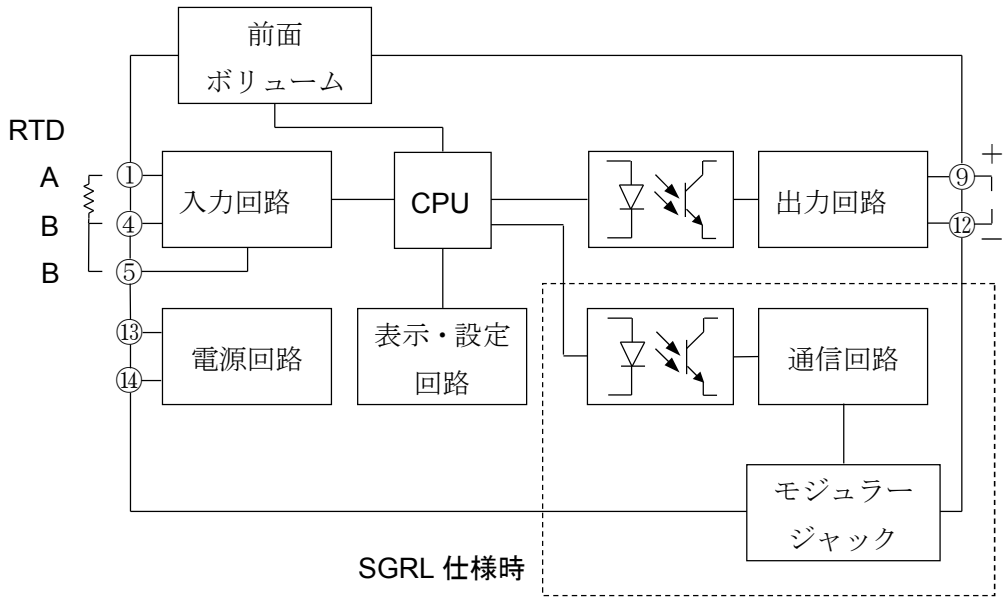 前面
ボリューム
RTD
A
①
B
④
B
⑤
入力回路
CPU
出力回路
＋
⑨
⑫
－
⑬
⑭
電源回路
表示・設定
回路
通信回路
モジュラー
ジャック
SGRL 仕様時